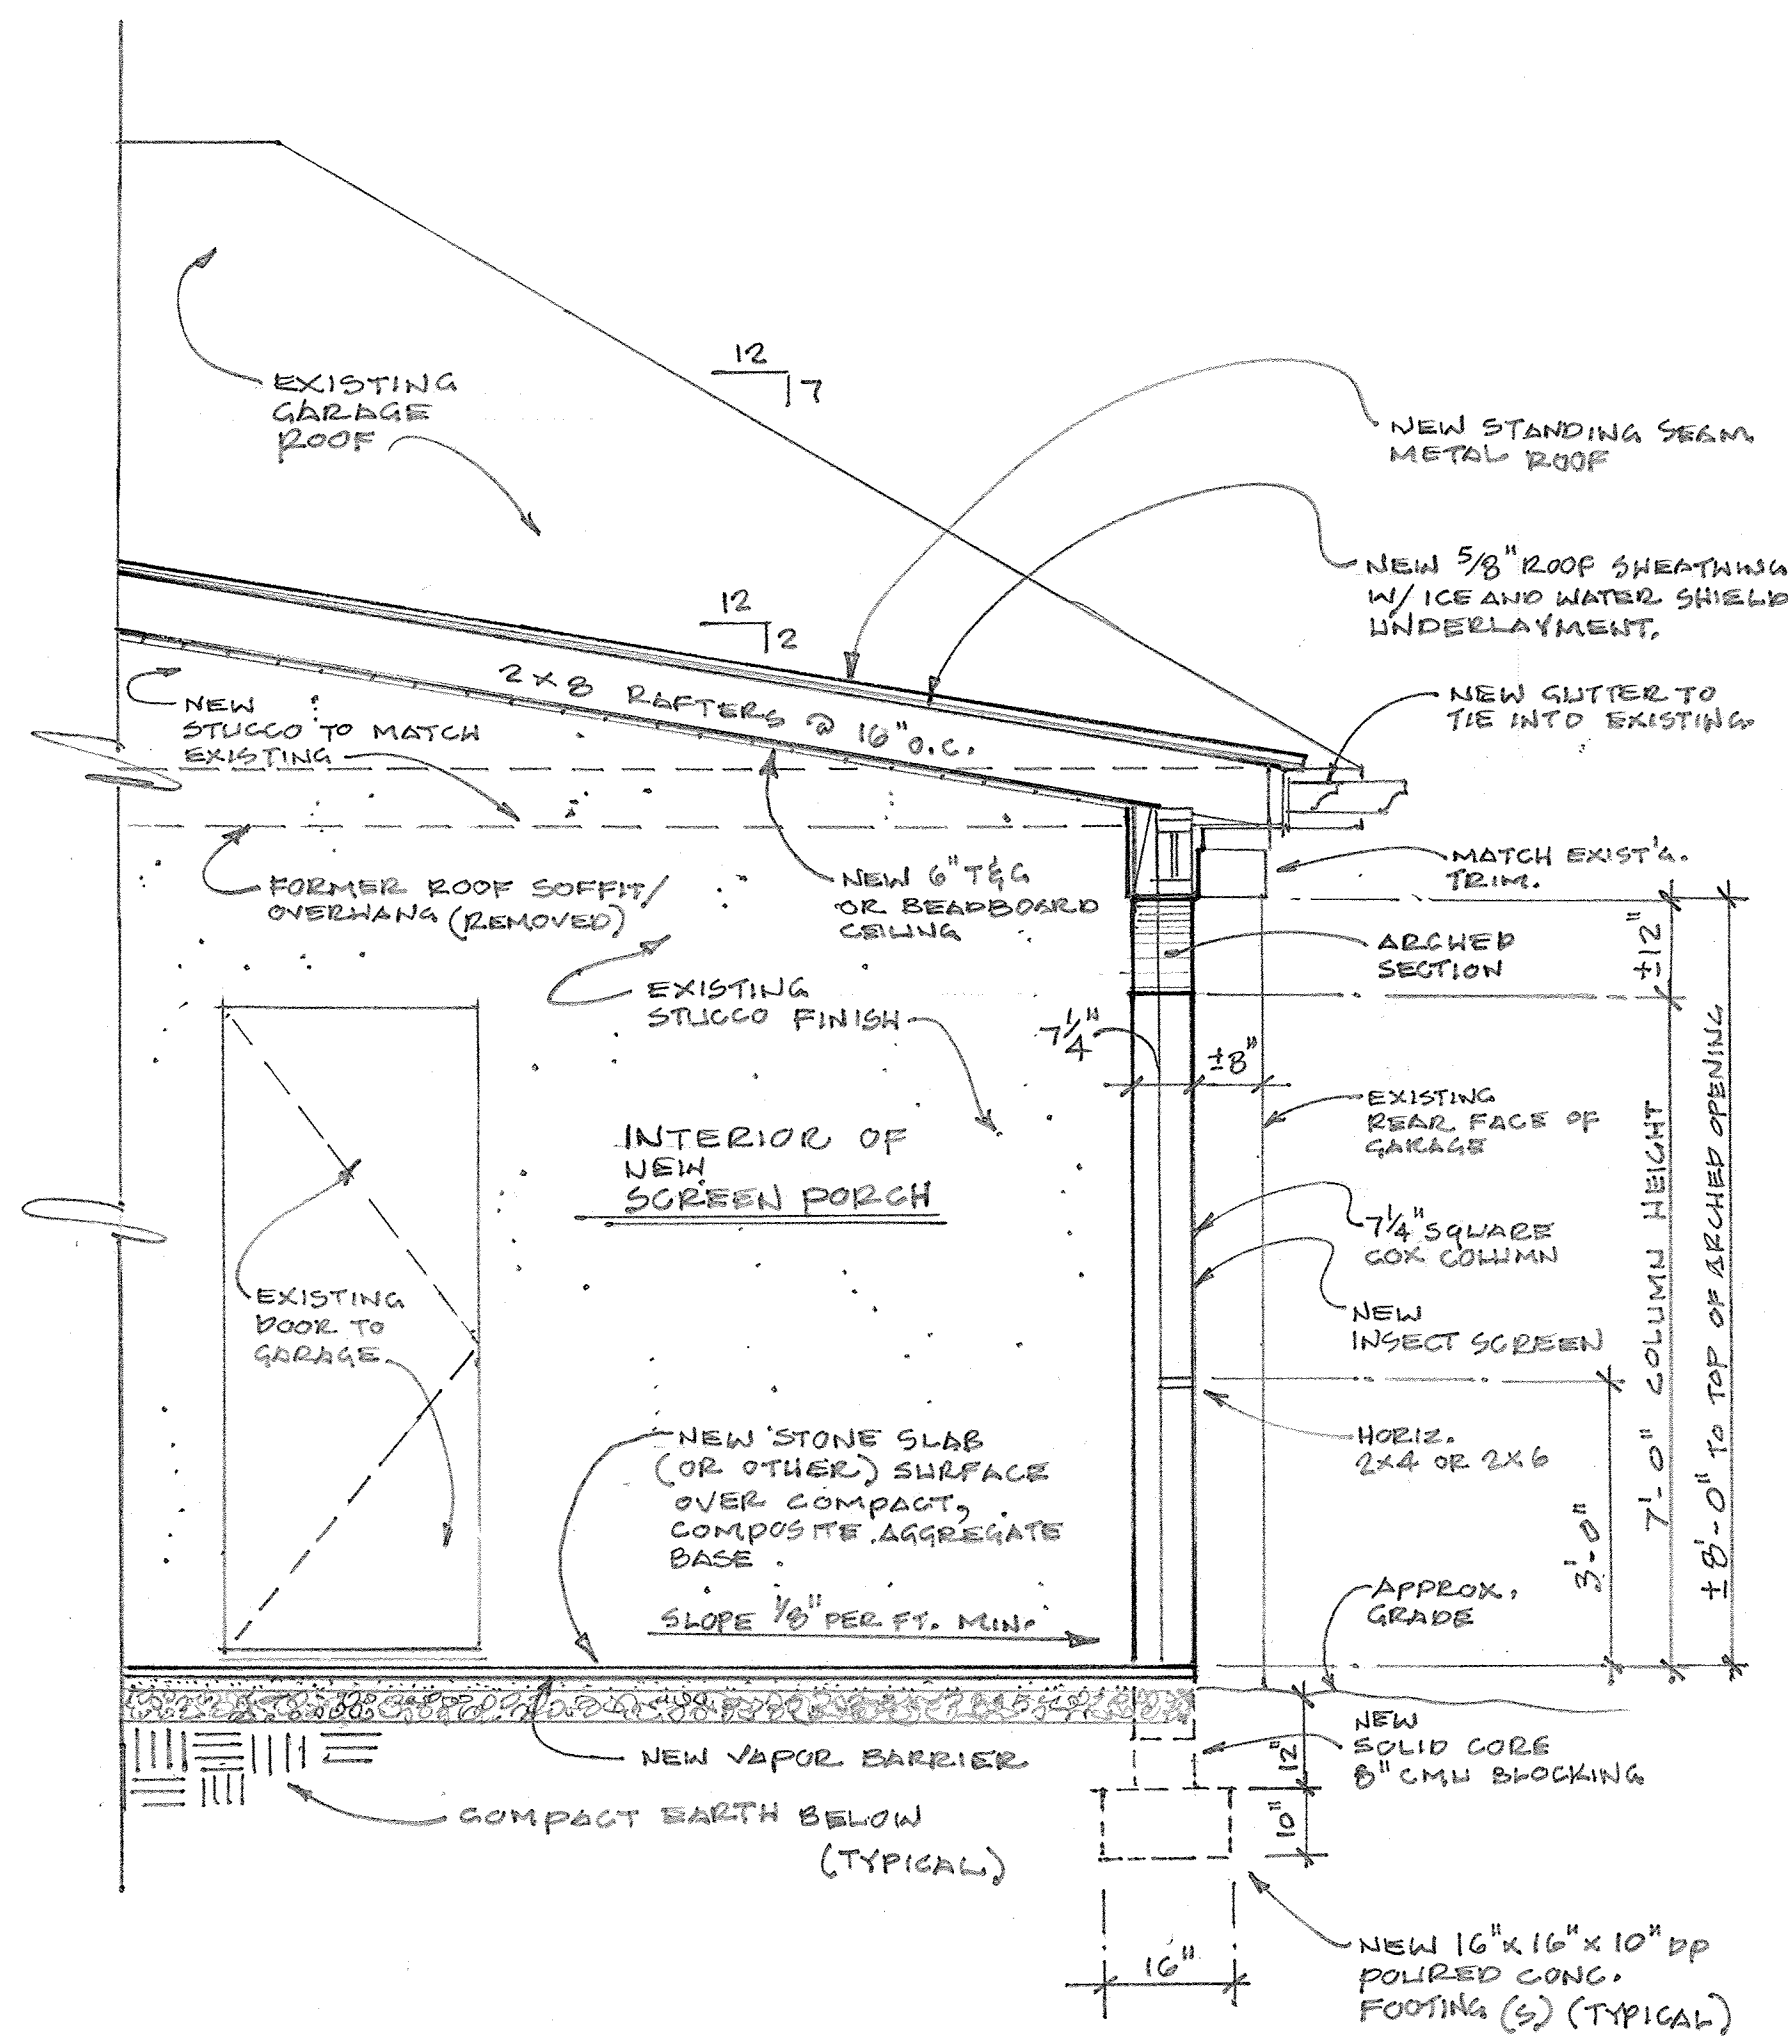 12
7
EXISTING
GARAGE
ROOF
NEW STANDING SEAM
METAL ROOF
NEW 5/8" ROOF SHEATHING
W/ ICE AND WATER SHIELD
UNDERLAYMENT.
12
2
2 x 8 RAFTERS @ 16" O.C.
NEW GUTTER TO
TIE INTO EXISTING
NEW
STUCCO TO MATCH
EXISTING
FORMER ROOF SOFFIT/
OVERHANG (REMOVED)
NEW 6" T&G
OR BEADBOARD
CEILING
MATCH EXIST'G.
TRIM.
ARCHED
SECTION
±12"
EXISTING
STUCCO FINISH
7 1/4"
±8"
EXISTING
REAR FACE OF
GARAGE
INTERIOR OF
NEW
SCREEN PORCH
7 1/4" SQUARE
COX COLUMN
NEW
INSECT SCREEN
7'-0" COLUMN HEIGHT
±8'-0" TO TOP OF ARCHED OPENING
EXISTING
DOOR TO
GARAGE
HORIZ.
2x4 OR 2x6
3'-0"
NEW STONE SLAB
(OR OTHER) SURFACE
OVER COMPACT,
COMPOSITE AGGREGATE
BASE
SLOPE 1/8" PER FT. MIN.
APPROX.
GRADE
NEW VAPOR BARRIER
NEW
SOLID CORE
8" CMU BLOCKING
12"
10"
COMPACT EARTH BELOW
(TYPICAL)
16"
NEW 16" x 16" x 10" DP
POURED CONC.
FOOTING (S) (TYPICAL)